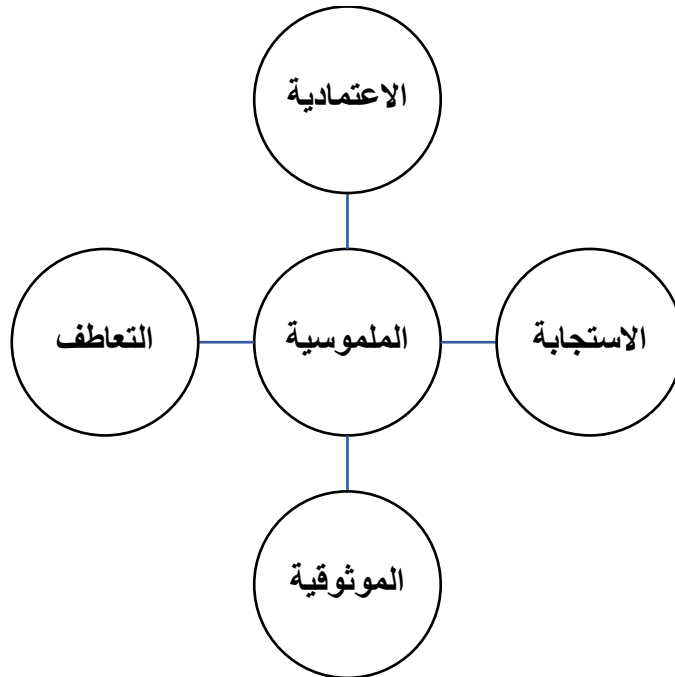 الاعتمادية
الاستجابة
الملموسية
التعاطف
الموثوقية